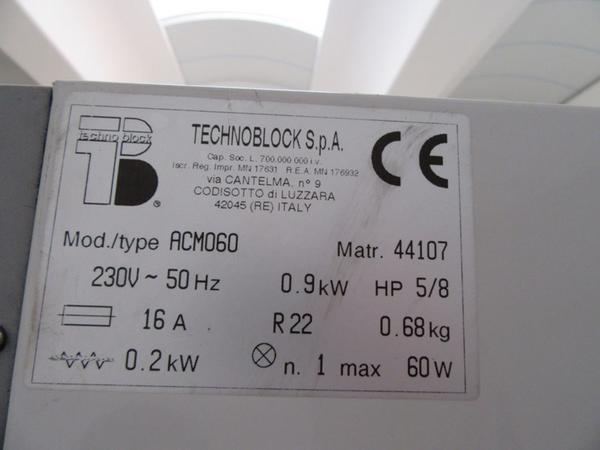 techno block
B
®
TECHNOBLOCK S.p.A.
Cap. Soc. L. 700.000.000 i.v.
Iscr. Reg. Impr. MN 17631 R.E.A. MN 176932
via CANTELMA, n° 9
CODISOTTO di LUZZARA
42045 (RE) ITALY
CE
Mod./type ACM060 Matr. 44107
230V ~ 50 Hz 0.9 kW HP 5/8
16 A R 22 0.68 kg
0.2 kW n. 1 max 60 W